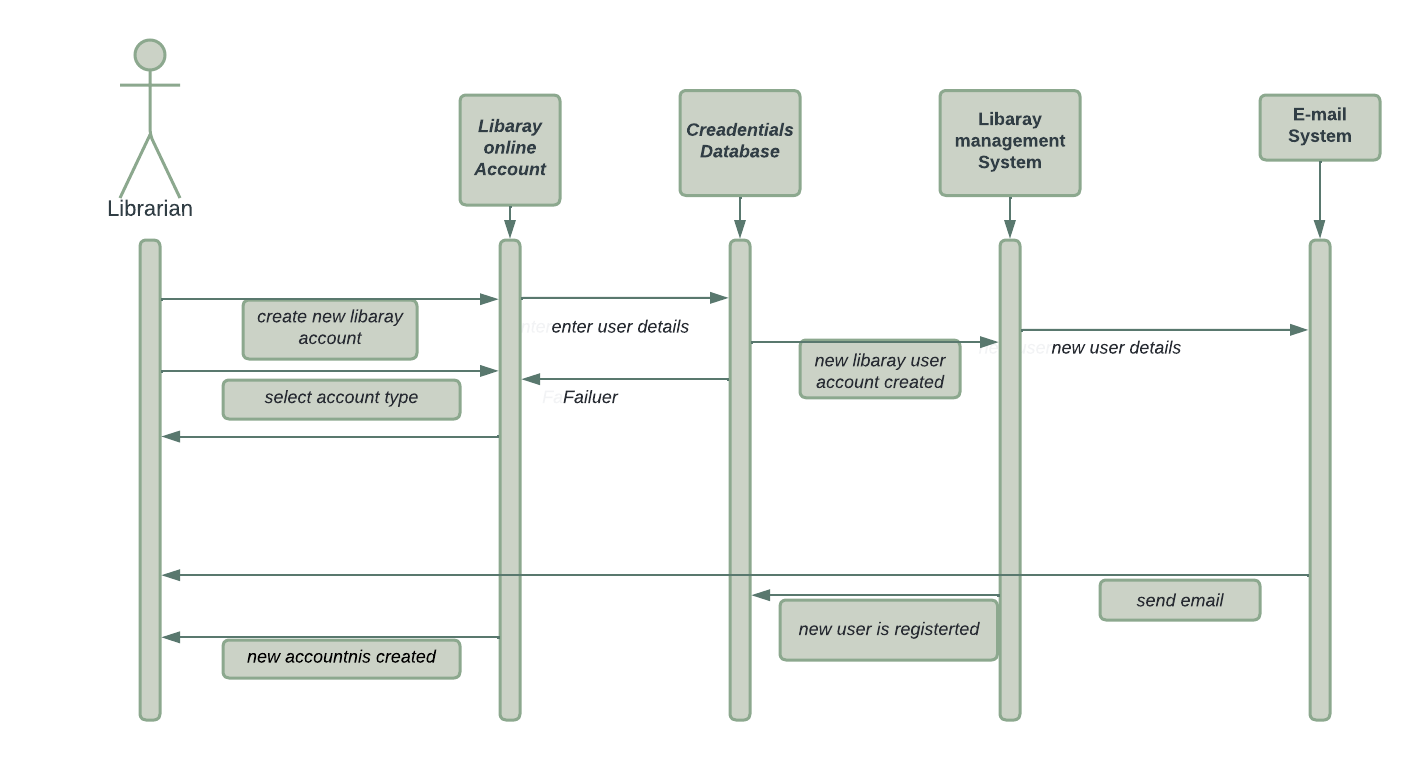 Librarian
Libaray
online
Account
Creadentials
Database
Libaray
management
System
E-mail
System
create new libaray
account
enter user details
new libaray user
account created
new user details
select account type
Failuer
send email
new user is registerted
new accountnis created